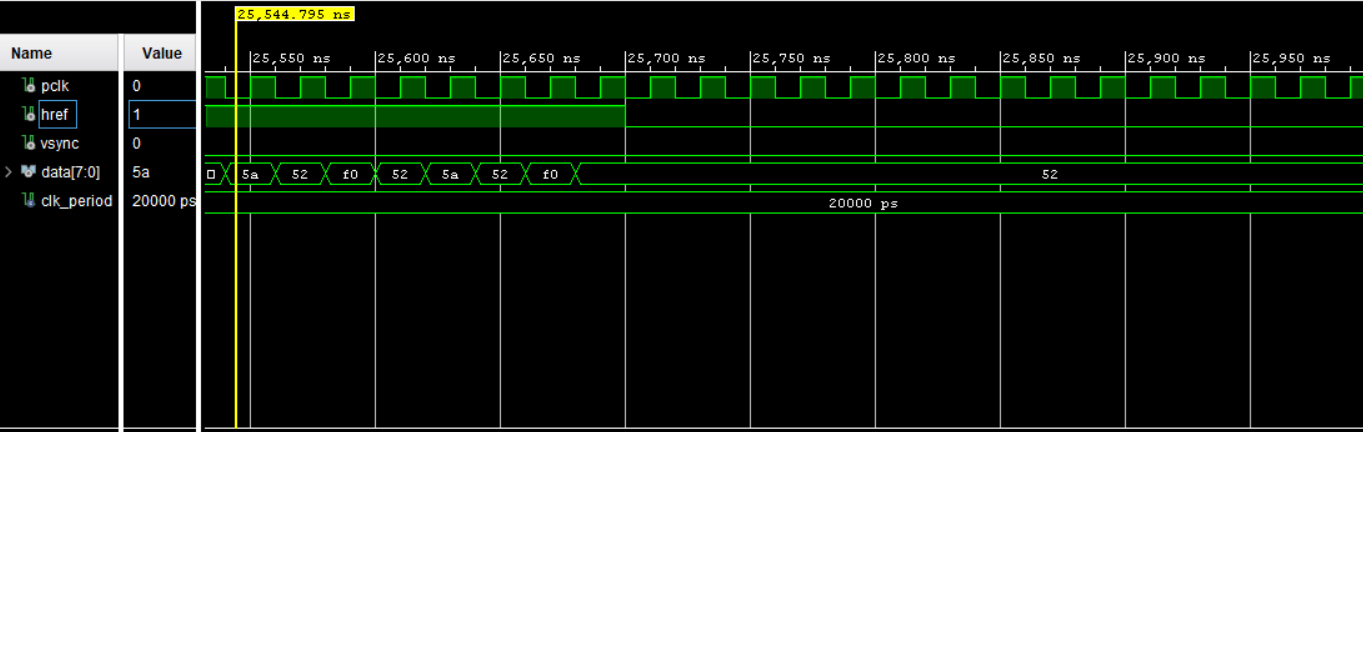 25,544.795 ns
Name Value
25,550 ns 25,600 ns 25,650 ns 25,700 ns 25,750 ns 25,800 ns 25,850 ns 25,900 ns 25,950 ns
pclk 0
href 1
vsync 0
data[7:0] 5a 5a 52 f0 52 5a 52 f0 52
clk_period 20000 ps 20000 ps